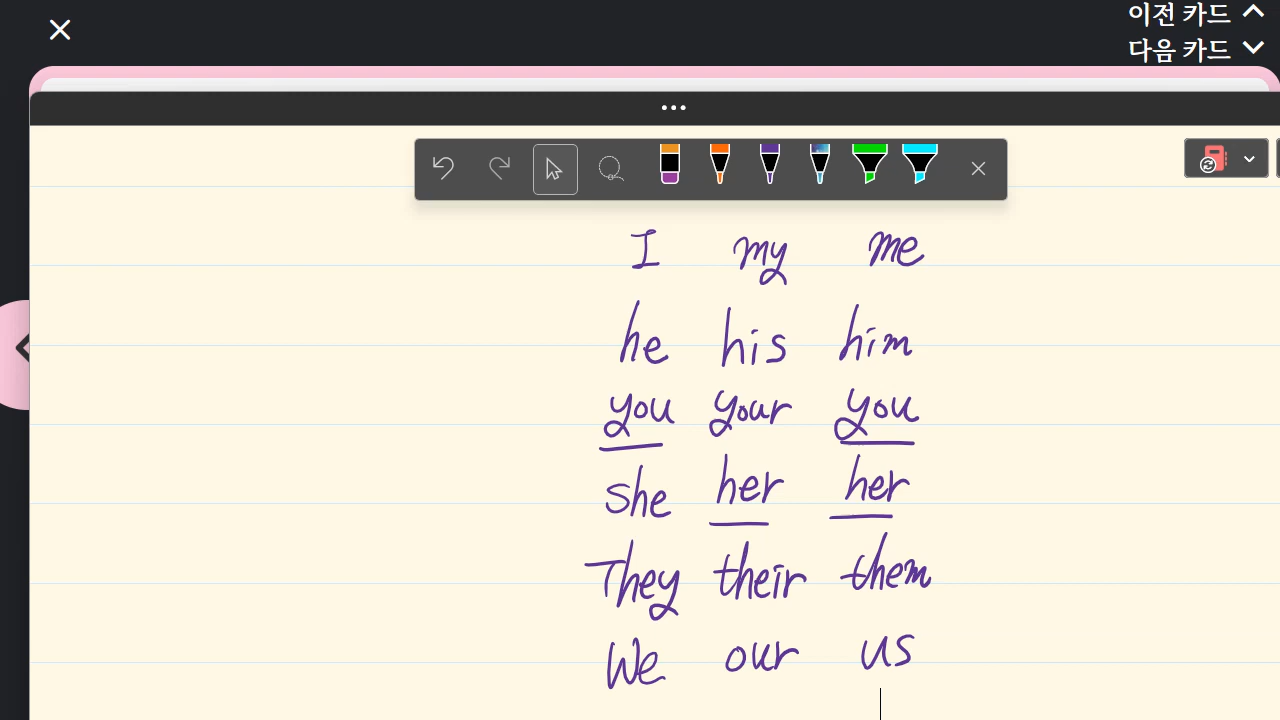 이전 카드
다음 카드
I my me
he his him
you your you
she her her
They their them
We our us